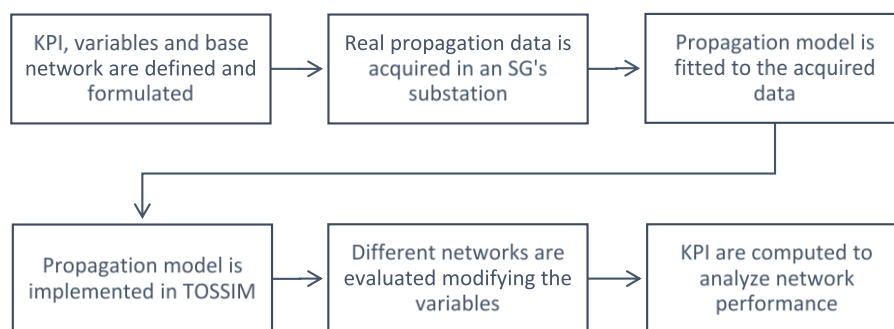 KPI, variables and base
network are defined and
formulated
Real propagation data is
acquired in an SG's
substation
Propagation model is
fitted to the acquired
data
Propagation model is
implemented in TOSSIM
Different networks are
evaluated modifying the
variables
KPI are computed to
analyze network
performance